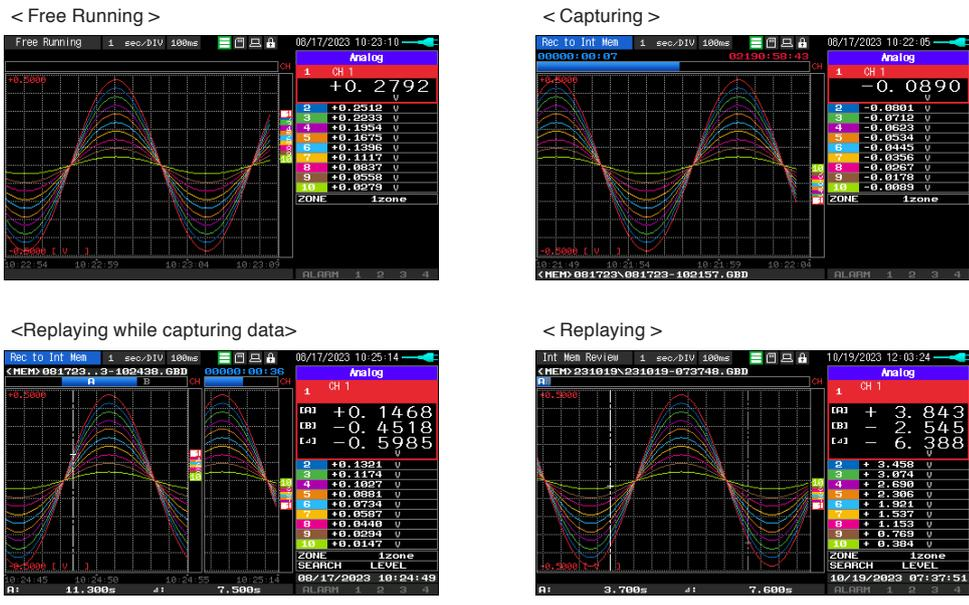 < Free Running >
Free Running 1 sec/DIV 100ms 08/17/2023 10:23:10
Analog
CH
1 CH 1
+0.5000
+0. 2792
V
2 +0.2512 V
3 +0.2233 V
4 +0.1954 V
5 +0.1675 V
6 +0.1396 V
7 +0.1117 V
8 +0.0837 V
9 +0.0558 V
10 +0.0279 V
ZONE 1zone
-0.5000 [ V ]
10:22:54 10:22:59 10:23:04 10:23:09
ALARM 1 2 3 4
< Capturing >
Rec to Int Mem 1 sec/DIV 100ms 08/17/2023 10:22:05
00000:00:07 02190:58:43 Analog
CH
1 CH 1
+0.5000
-0. 0890
V
2 -0.0801 V
3 -0.0712 V
4 -0.0623 V
5 -0.0534 V
6 -0.0445 V
7 -0.0356 V
8 -0.0267 V
9 -0.0178 V
10 -0.0089 V
ZONE 1zone
-0.5000 [ V ]
10:21:49 10:21:54 10:21:59 10:22:04
<MEM>081723\081723-102157.GBD ALARM 1 2 3 4
<Replaying while capturing data>
Rec to Int Mem 1 sec/DIV 100ms 08/17/2023 10:25:14
<MEM>081723..3-102438.GBD 00000:00:36 Analog
A B CH CH
1 CH 1
+0.5000
[A] +0. 1468
[B] -0. 4518
[⊿] -0. 5985
V
2 +0.1321 V
3 +0.1174 V
4 +0.1027 V
5 +0.0881 V
6 +0.0734 V
7 +0.0587 V
8 +0.0440 V
9 +0.0294 V
10 +0.0147 V
ZONE 1zone
SEARCH LEVEL
-0.5000
10:24:45 10:24:50 10:24:55 10:25:14
08/17/2023 10:24:49
A: 11.300s ⊿: 7.500s ALARM 1 2 3 4
< Replaying >
Int Mem Review 1 sec/DIV 100ms 10/19/2023 12:03:24
<MEM>231019\231019-073748.GBD Analog
A CH
1 CH 1
+0.5000
[A] + 3. 843
[B] - 2. 545
[⊿] - 6. 388
V
2 + 3.458 V
3 + 3.074 V
4 + 2.690 V
5 + 2.306 V
6 + 1.921 V
7 + 1.537 V
8 + 1.153 V
9 + 0.769 V
10 + 0.384 V
ZONE 1zone
SEARCH LEVEL
-0.5000
10/19/2023 07:37:51
A: 3.700s ⊿: 7.600s ALARM 1 2 3 4